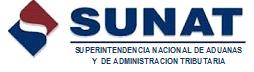 SUNAT
SUPERINTENDENCIA NACIONAL DE ADUANAS
Y DE ADMINISTRACION TRIBUTARIA